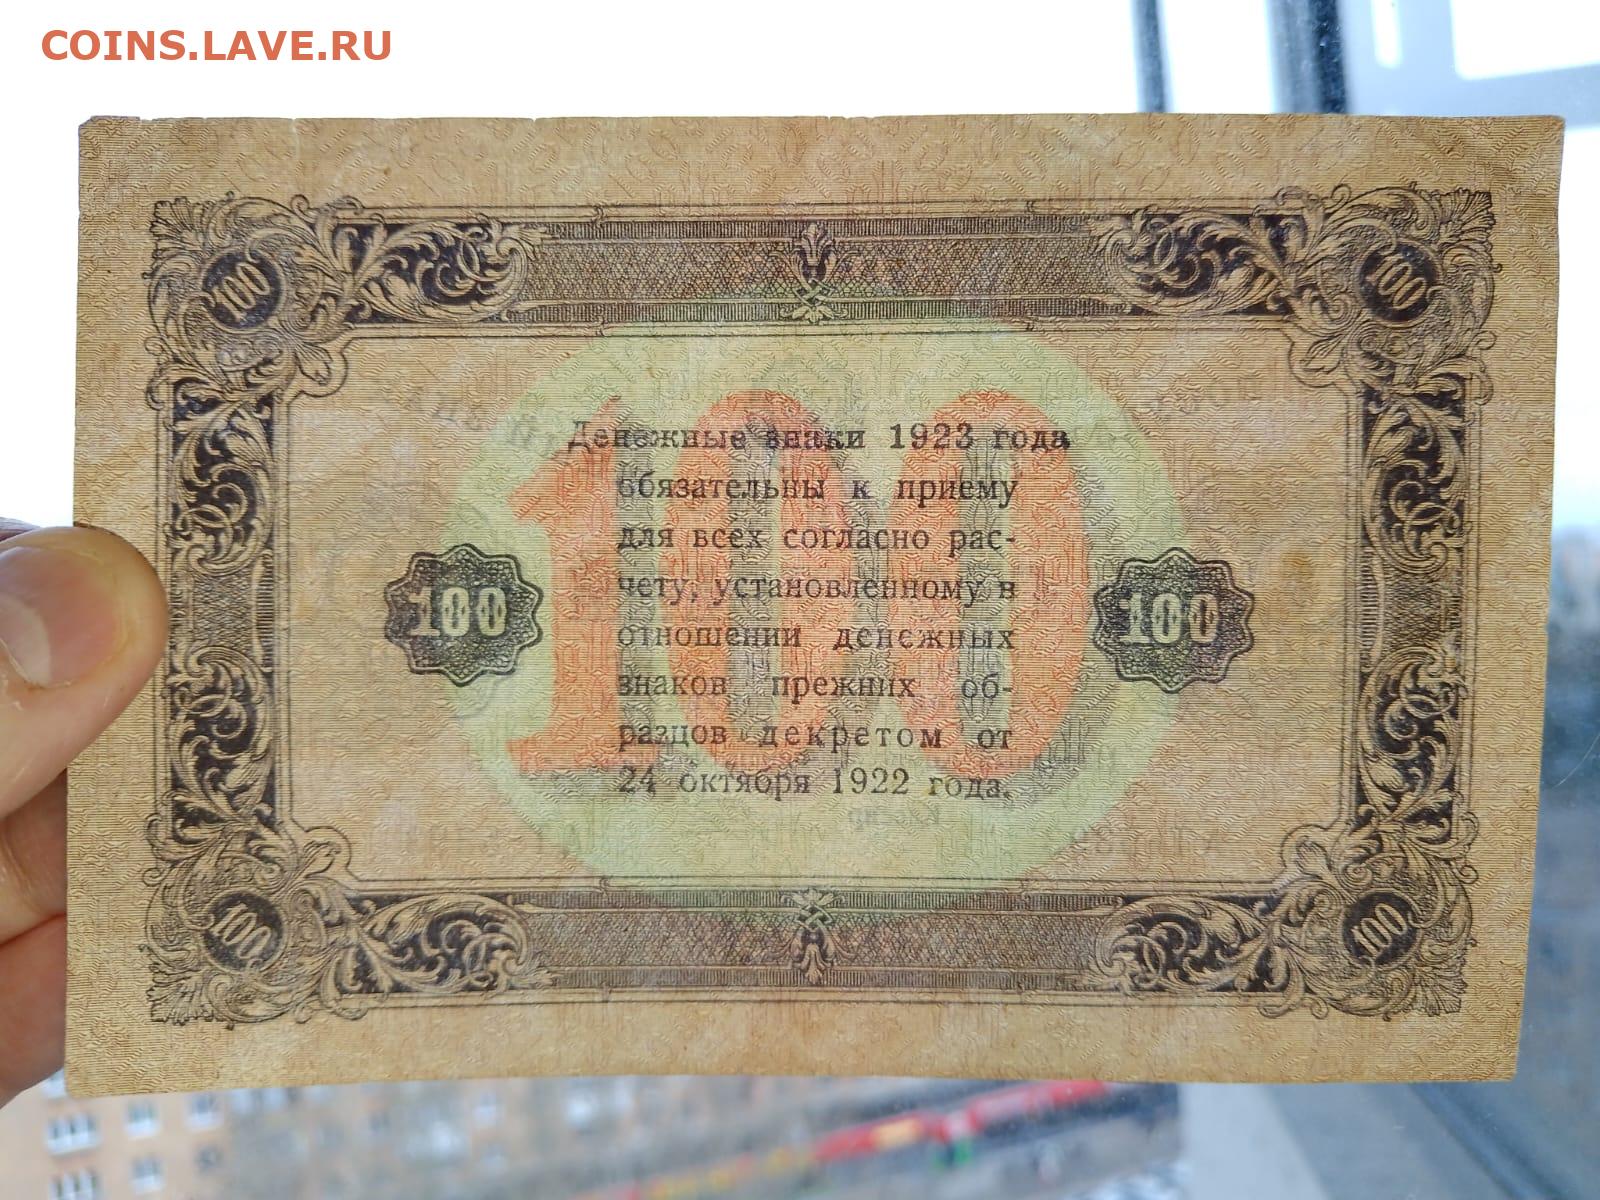 COINS.LAVE.RU
100
100
100
Денежные знаки 1923 года
обязательны к приему
для всех согласно рас-
чету, установленному в
отношении денежных
знаков прежних об-
разцов декретом от
24 октября 1922 года.
100
100
100
100